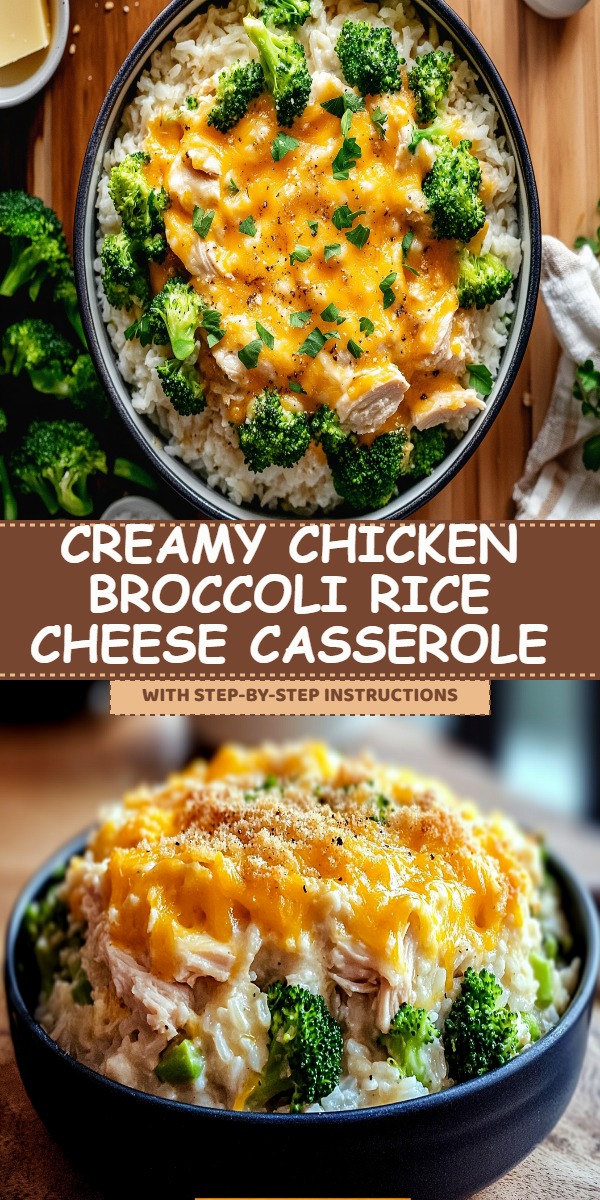 CREAMY CHICKEN
BROCCOLI RICE
CHEESE CASSEROLE
WITH STEP-BY-STEP INSTRUCTIONS